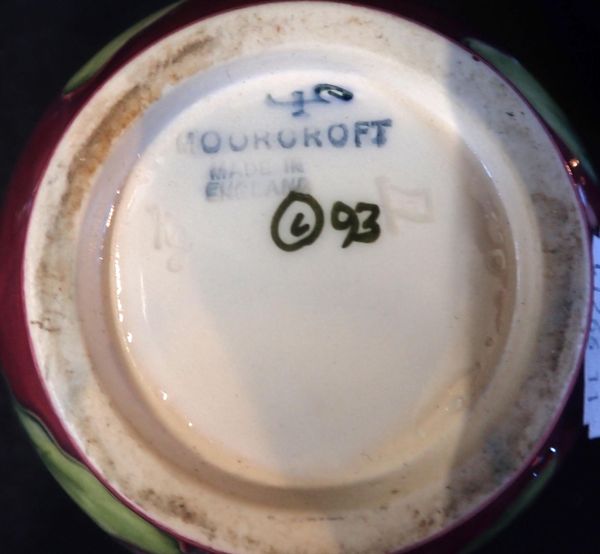 MOORCROFT
MADE IN
ENGLAND
L 93